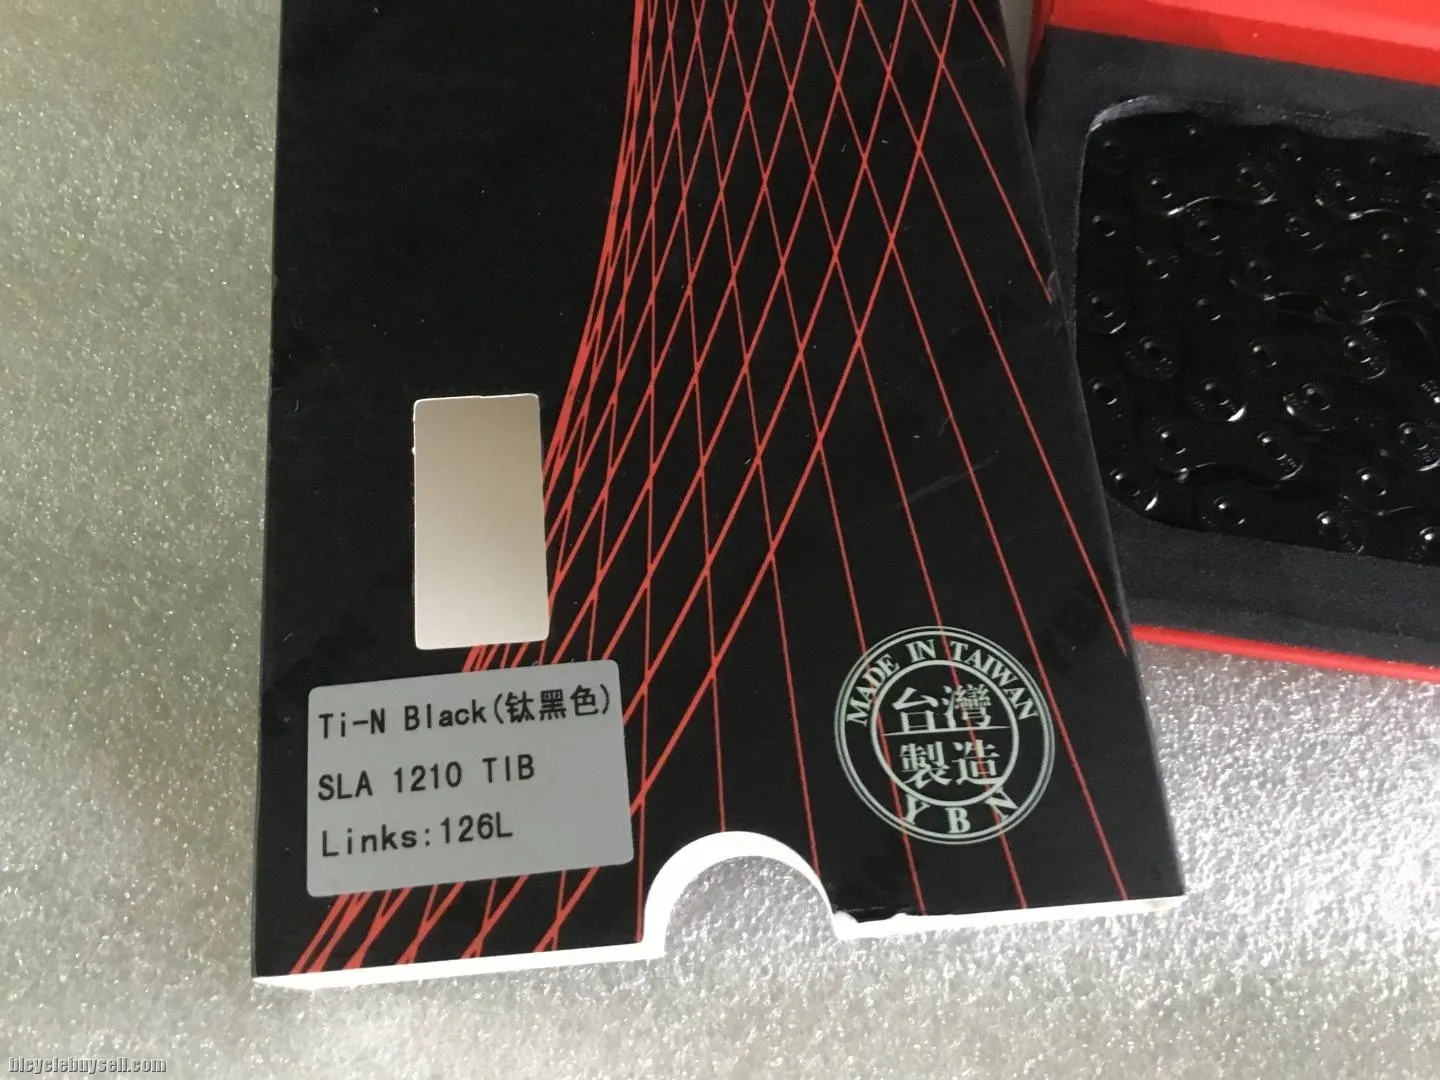 Ti-N Black(钛黑色)
SLA 1210 TIB
Links:126L
MADE IN TAIWAN
台灣
製造
YBN
bicyclebuysell.com